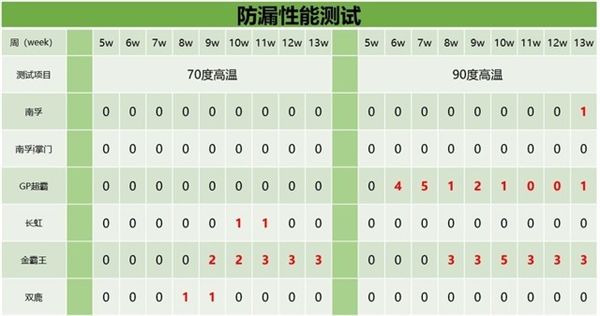 防漏性能测试
周（week） 5w 6w 7w 8w 9w 10w 11w 12w 13w 5w 6w 7w 8w 9w 10w 11w 12w 13w
测试项目 70度高温 90度高温
南孚 0 0 0 0 0 0 0 0 0 0 0 0 0 0 0 0 0 1
南孚i掌门 0 0 0 0 0 0 0 0 0 0 0 0 0 0 0 0 0 0
GP超霸 0 0 0 0 0 0 0 0 0 0 4 5 1 2 1 0 0 1
长虹 0 0 0 0 0 1 1 0 0 0 0 0 0 0 0 0 0 0
金霸王 0 0 0 0 2 2 3 3 3 0 0 0 3 3 5 3 3 3
双鹿 0 0 0 1 1 0 0 0 0 0 0 0 0 0 0 0 0 0